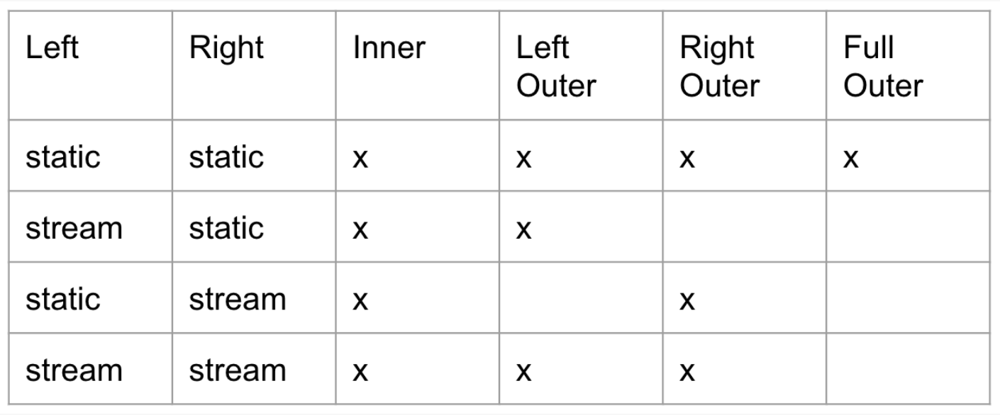 Left Right Inner Left Outer Right Outer Full Outer
static static x x x x
stream static x x
static stream x x
stream stream x x x